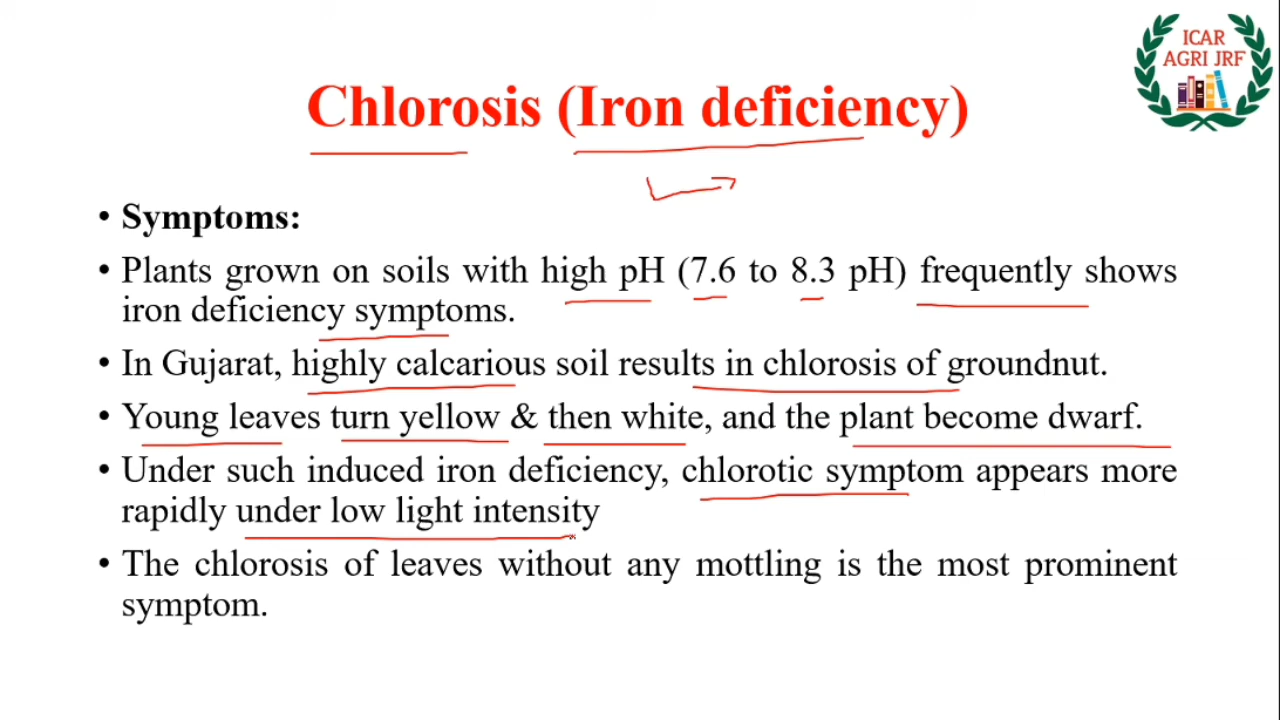 ICAR
AGRI JRF
Chlorosis (Iron deficiency)
• Symptoms:
• Plants grown on soils with high pH (7.6 to 8.3 pH) frequently shows
iron deficiency symptoms.
• In Gujarat, highly calcarious soil results in chlorosis of groundnut.
• Young leaves turn yellow & then white, and the plant become dwarf.
• Under such induced iron deficiency, chlorotic symptom appears more
rapidly under low light intensity
• The chlorosis of leaves without any mottling is the most prominent
symptom.